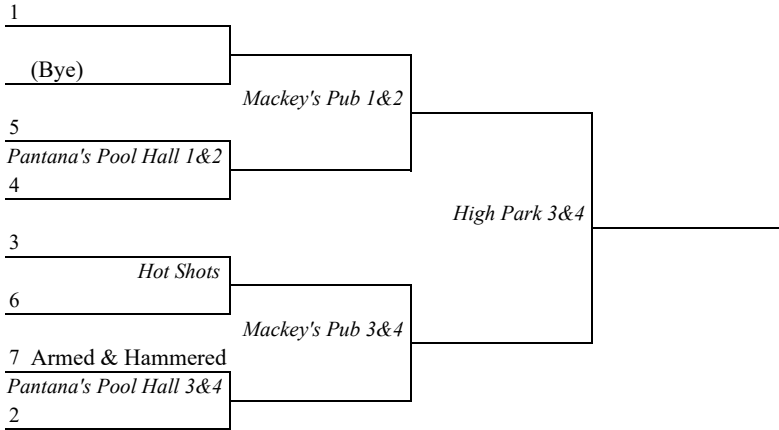 1
(Bye)
Mackey's Pub 1&2
5
Pantana's Pool Hall 1&2
4
High Park 3&4
3
Hot Shots
6
Mackey's Pub 3&4
7 Armed & Hammered
Pantana's Pool Hall 3&4
2